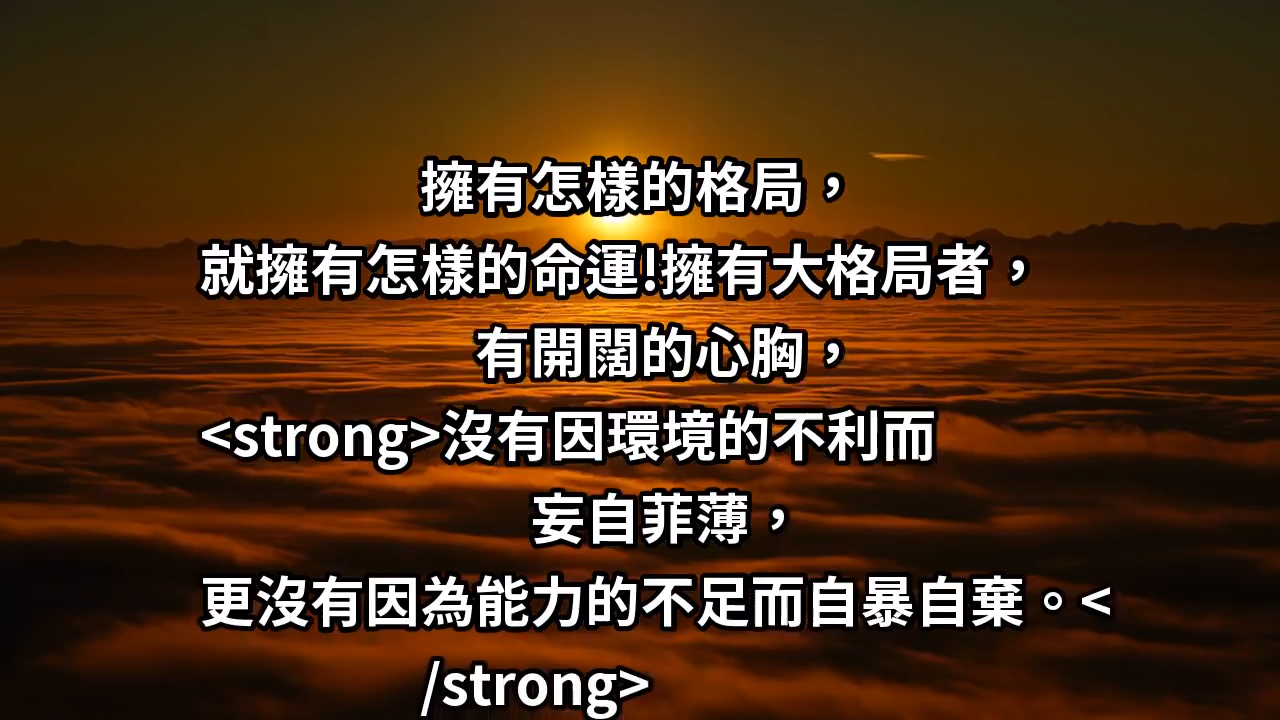 擁有怎樣的格局，
就擁有怎樣的命運!擁有大格局者，
有開闊的心胸，
<strong>沒有因環境的不利而
妄自菲薄，
更沒有因為能力的不足而自暴自棄。<
/strong>